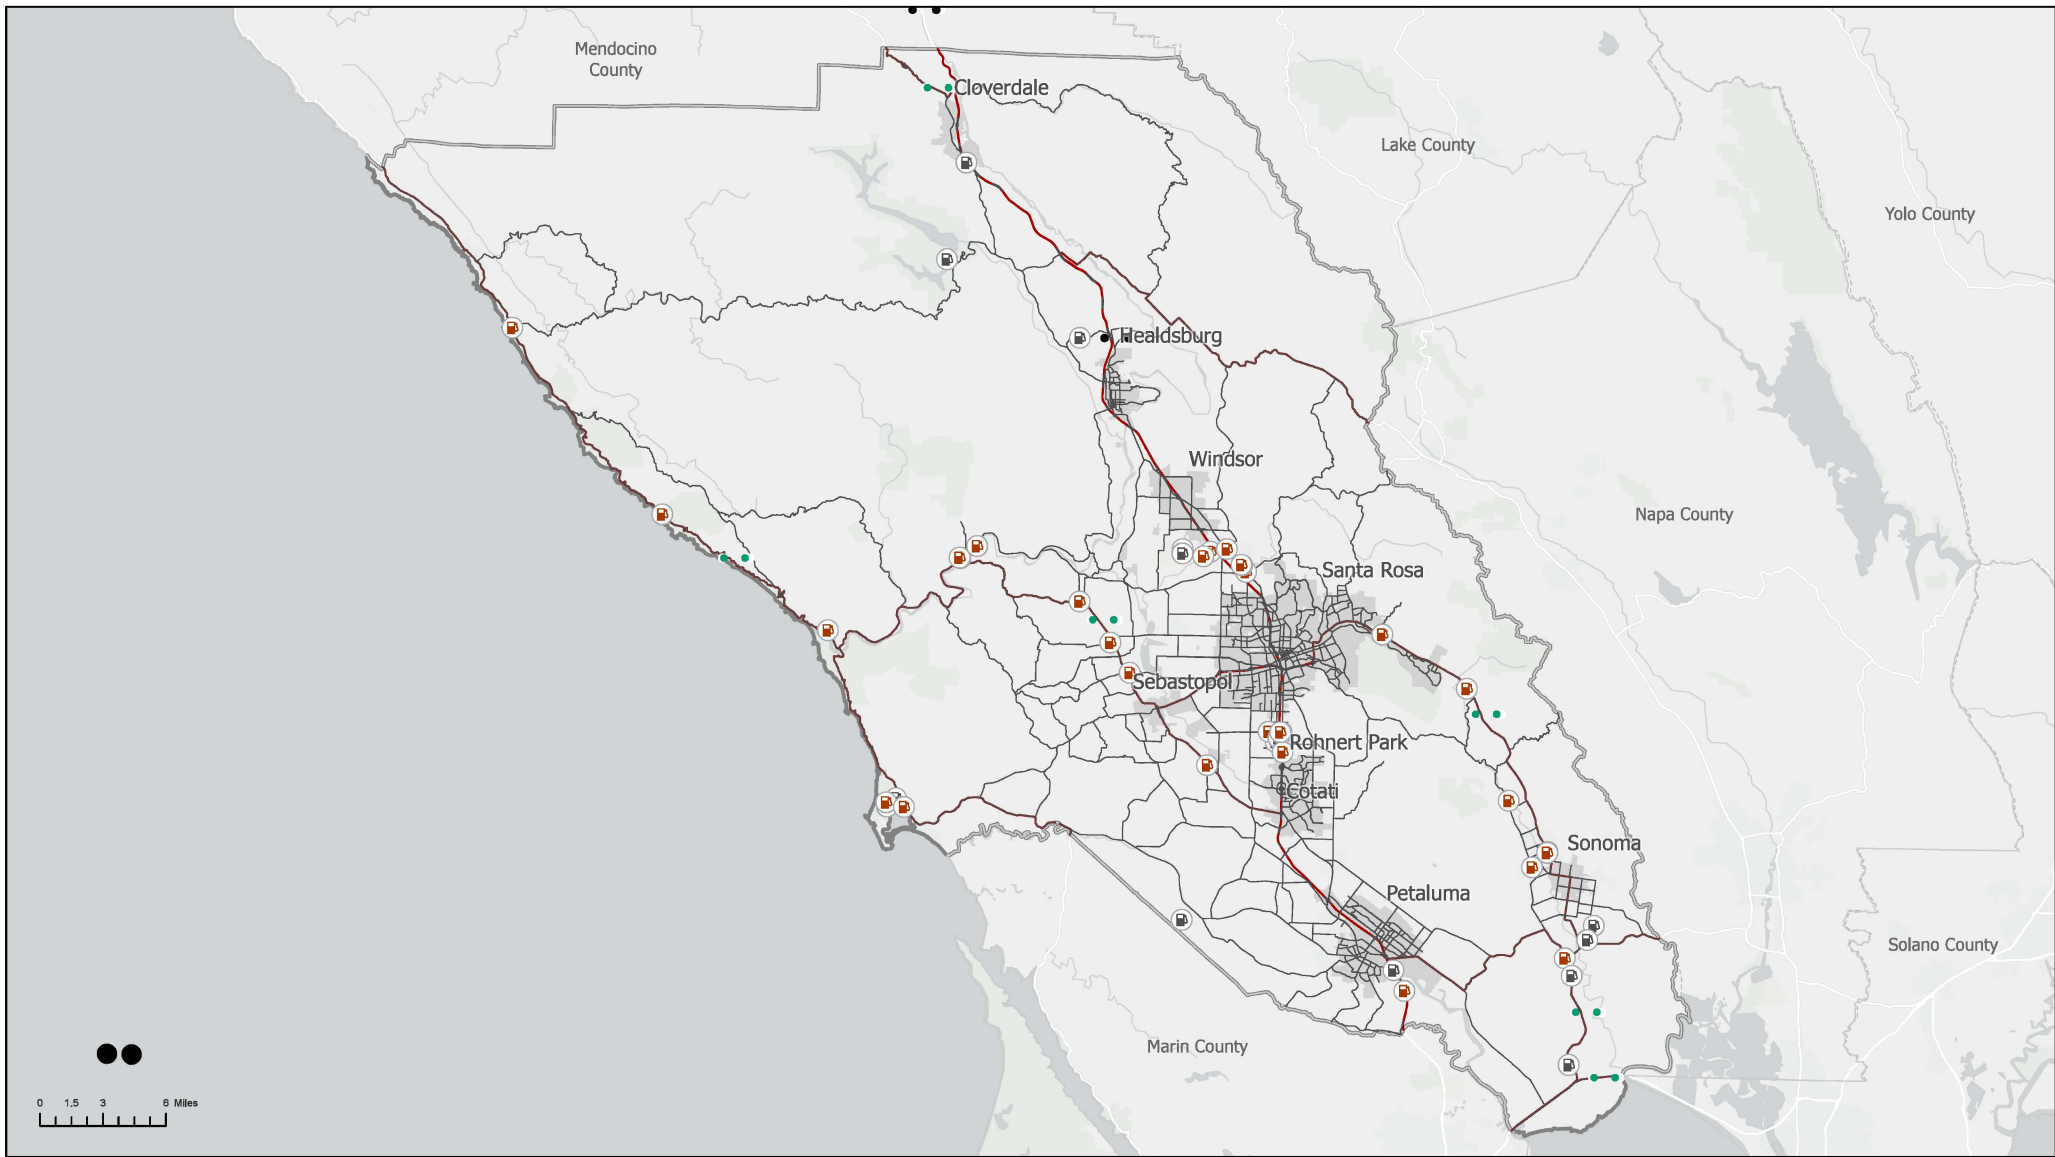 Mendocino
County
Cloverdale
Lake County
Yolo County
Healdsburg
Windsor
Napa County
Santa Rosa
Sebastopol
Rohnert Park
Cotati
Sonoma
Petaluma
Solano County
Marin County
0 1.5 3 6 Miles